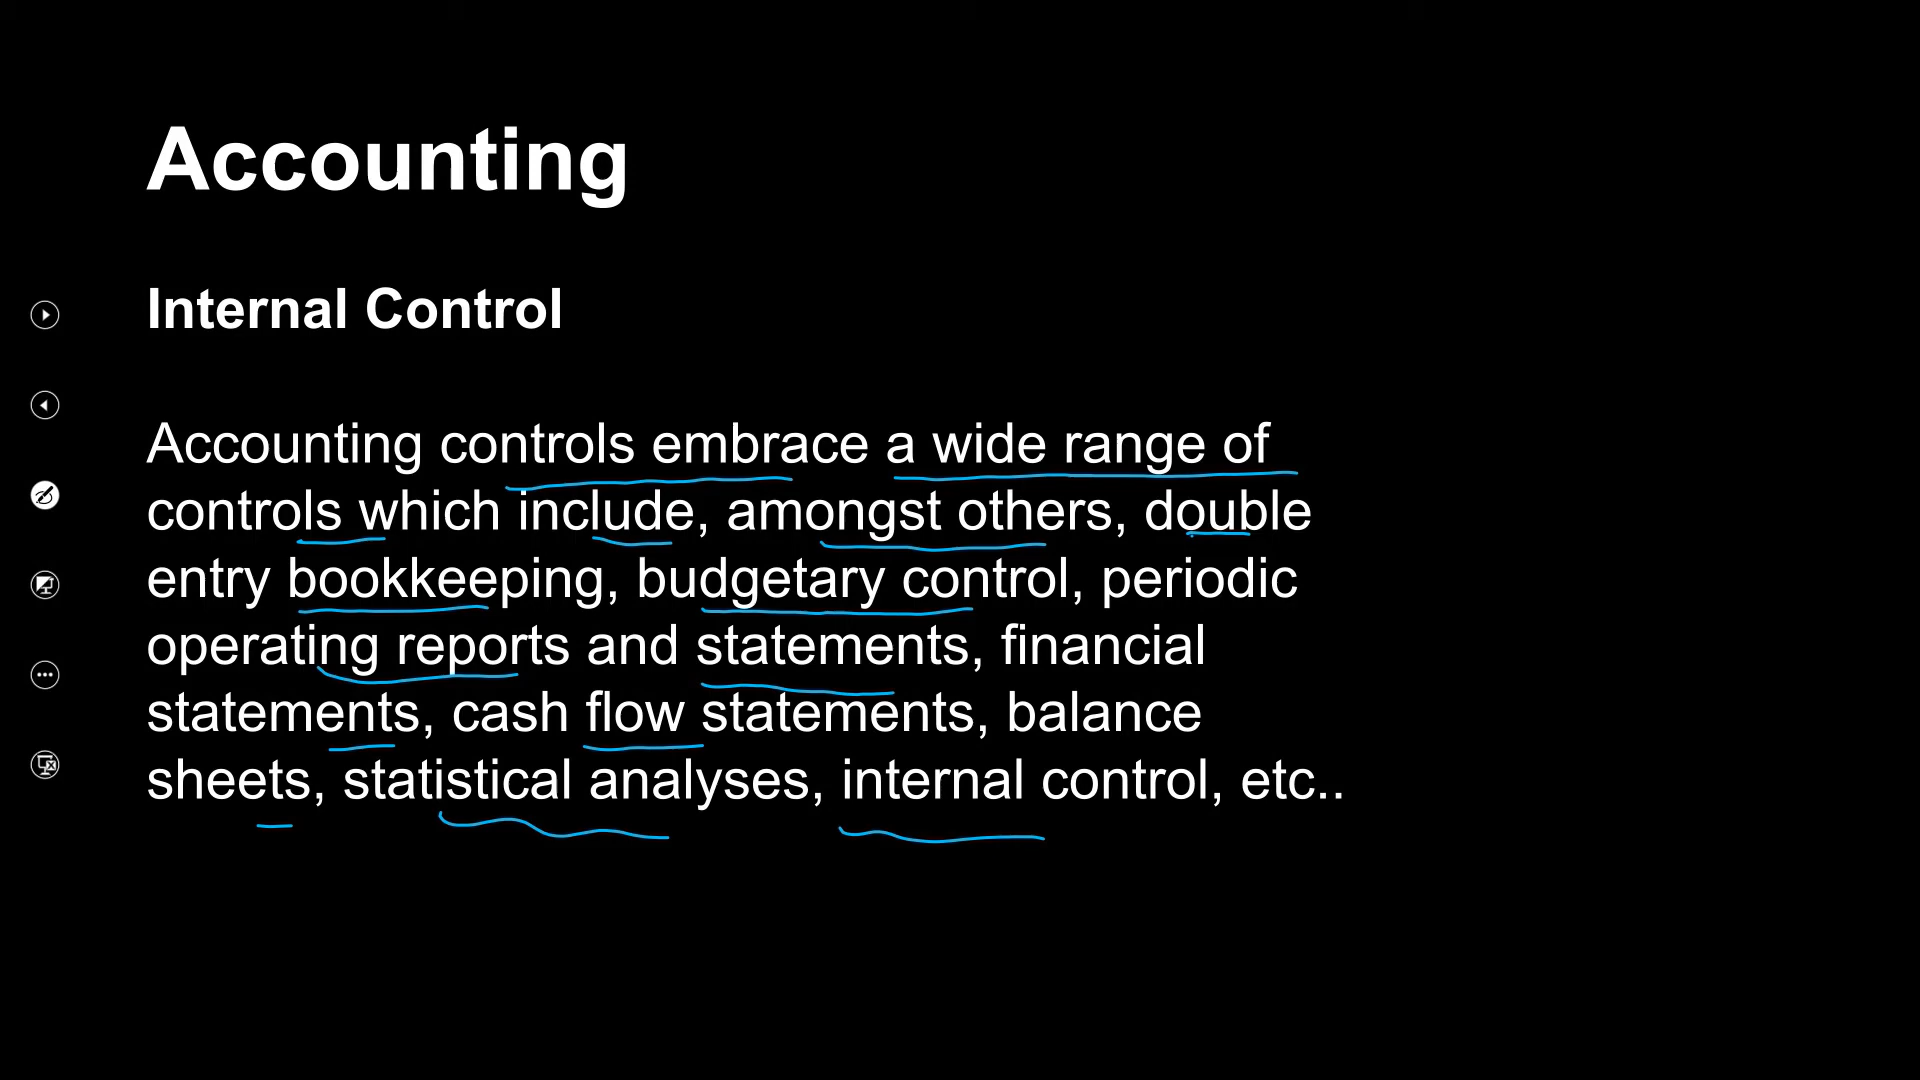 Accounting
Internal Control
Accounting controls embrace a wide range of
controls which include, amongst others, double
entry bookkeeping, budgetary control, periodic
operating reports and statements, financial
statements, cash flow statements, balance
sheets, statistical analyses, internal control, etc..